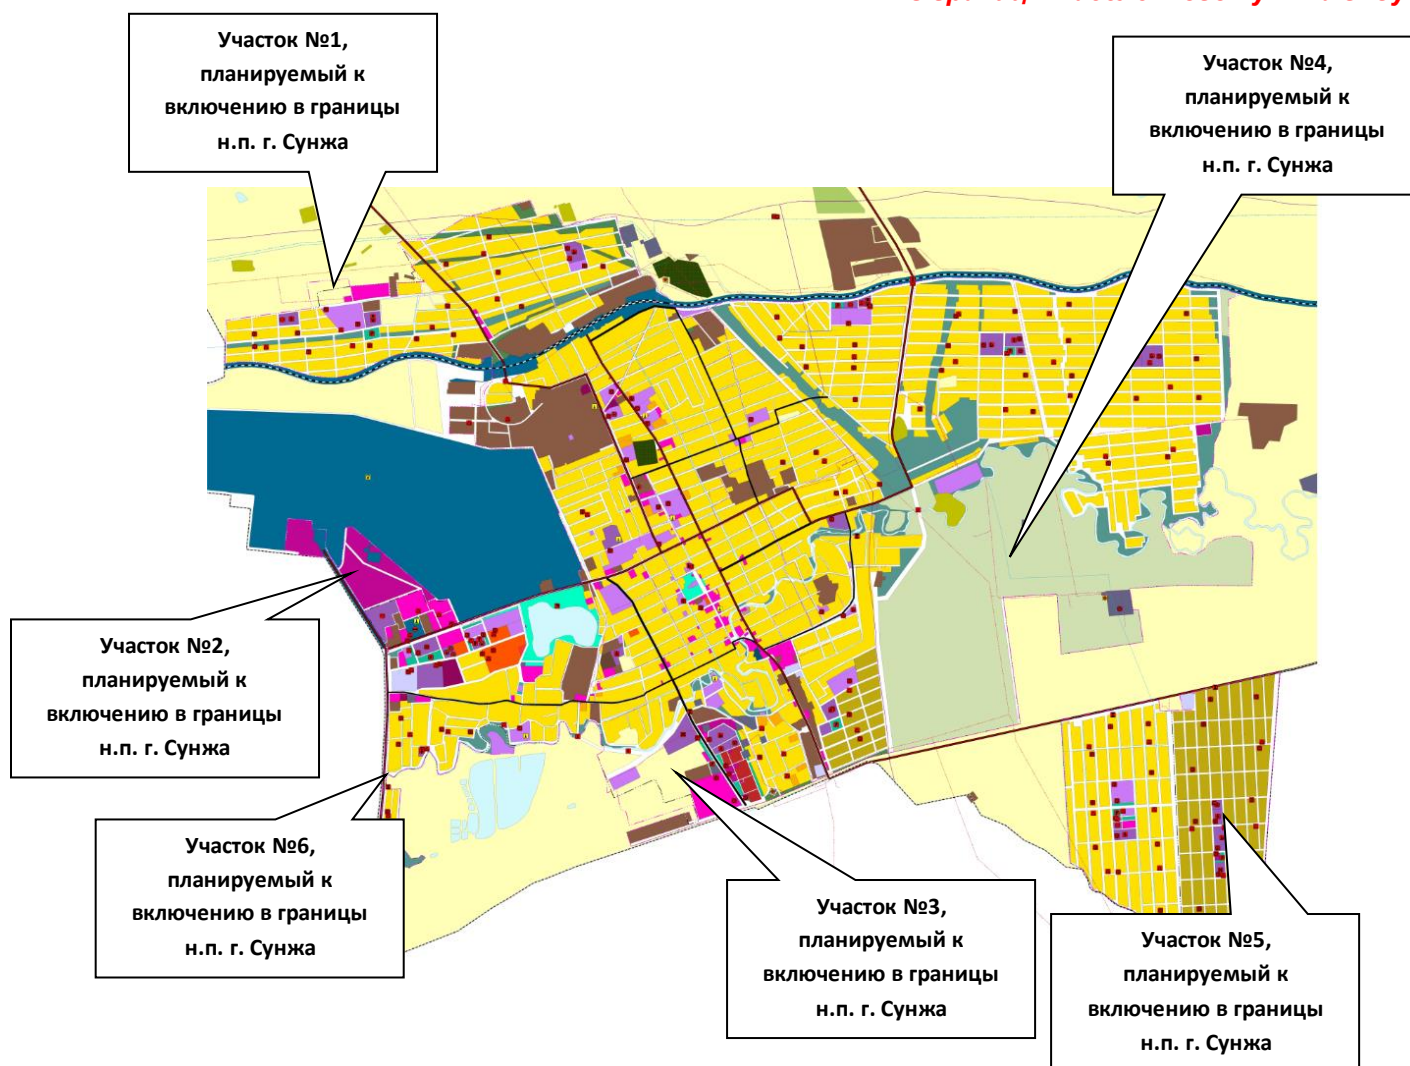 Участок №1,
планируемый к
включению в границы
н.п. г. Сунжа
Участок №4,
планируемый к
включению в границы
н.п. г. Сунжа
Участок №2,
планируемый к
включению в границы
н.п. г. Сунжа
Участок №6,
планируемый к
включению в границы
н.п. г. Сунжа
Участок №3,
планируемый к
включению в границы
н.п. г. Сунжа
Участок №5,
планируемый к
включению в границы
н.п. г. Сунжа